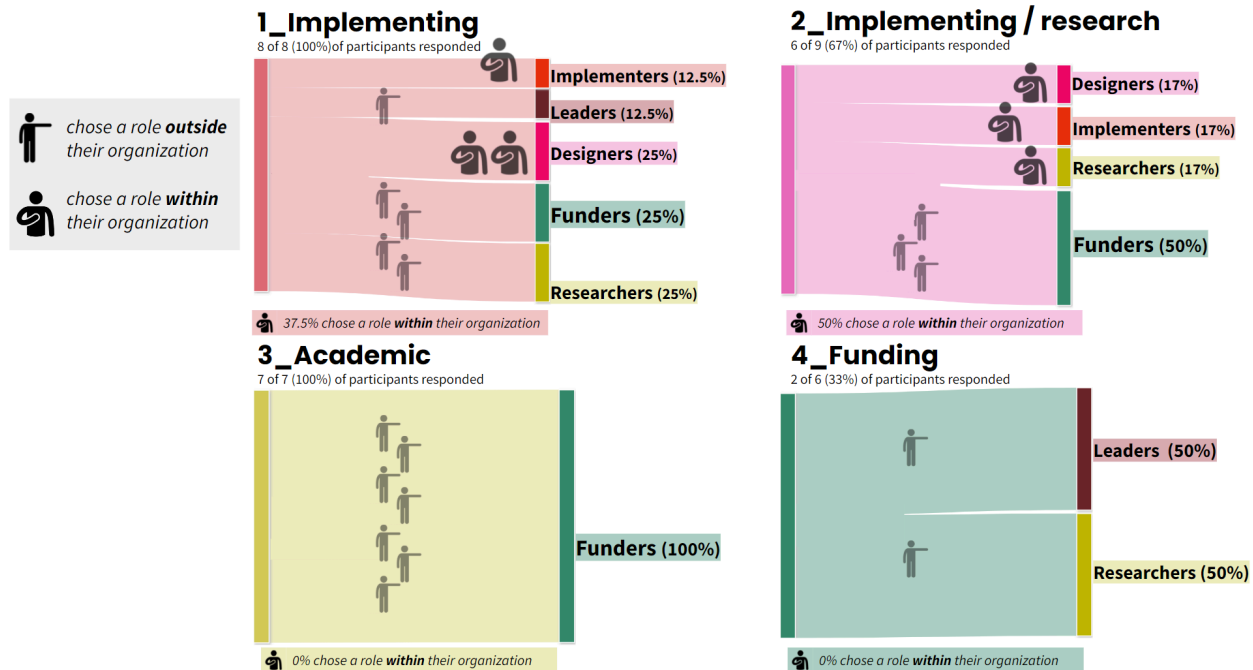 chose a role outside
their organization
chose a role within
their organization
1_Implementing
8 of 8 (100%)of participants responded
Implementers (12.5%)
Leaders (12.5%)
Designers (25%)
Funders (25%)
Researchers (25%)
37.5% chose a role within their organization
2_Implementing / research
6 of 9 (67%) of participants responded
Designers (17%)
Implementers (17%)
Researchers (17%)
Funders (50%)
50% chose a role within their organization
3_Academic
7 of 7 (100%) of participants responded
Funders (100%)
0% chose a role within their organization
4_Funding
2 of 6 (33%) of participants responded
Leaders (50%)
Researchers (50%)
0% chose a role within their organization